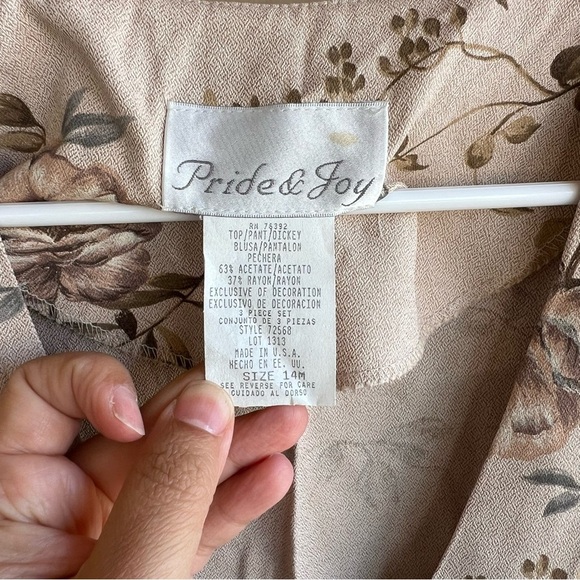 Pride & Joy
RN 76392
TOP/PANT/DICKEY
BLUSA/PANTALON
PECHERA
63% ACETATE/ACETATO
37% RAYON/RAYON
EXCLUSIVE OF DECORATION
EXCLUSIVO DE DECORACION
3 PIECE SET
CONJUNTO DE 3 PIEZAS
STYLE 72568
LOT 1313
MADE IN U.S.A.
HECHO EN EE. UU.
SIZE 14M
SEE REVERSE FOR CARE
CUIDADO AL DORSO